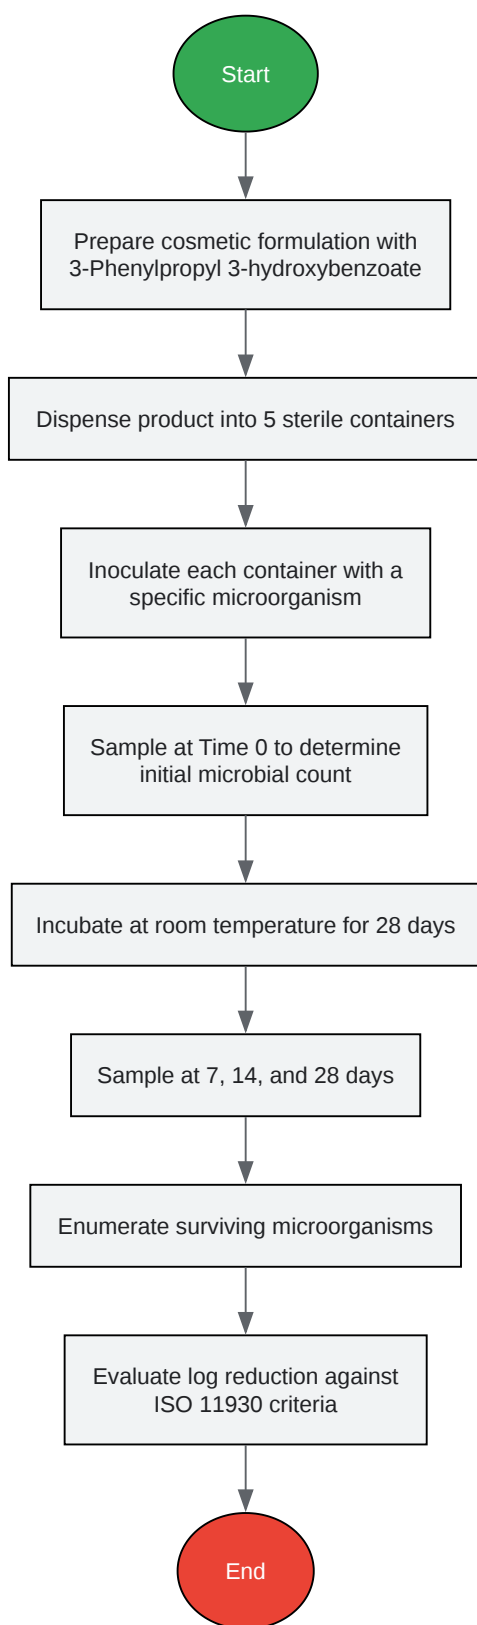 Start
Prepare cosmetic formulation with
3-Phenylpropyl 3-hydroxybenzoate
Dispense product into 5 sterile containers
Inoculate each container with a
specific microorganism
Sample at Time 0 to determine
initial microbial count
Incubate at room temperature for 28 days
Sample at 7, 14, and 28 days
Enumerate surviving microorganisms
Evaluate log reduction against
ISO 11930 criteria
End